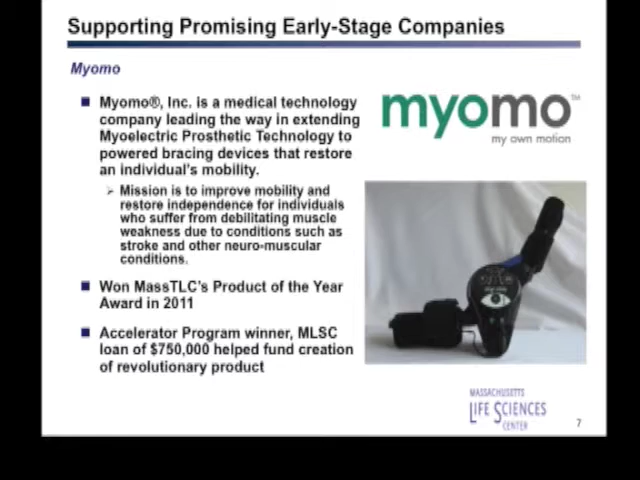 Supporting Promising Early-Stage Companies
Myomo
Myomo®, Inc. is a medical technology
company leading the way in extending
Myoelectric Prosthetic Technology to
powered bracing devices that restore
an individual's mobility.
Mission is to improve mobility and
restore independence for individuals
who suffer from debilitating muscle
weakness due to conditions such as
stroke and other neuro-muscular
conditions.
Won MassTLC's Product of the Year
Award in 2011
Accelerator Program winner, MLSC
loan of $750,000 helped fund creation
of revolutionary product
myomo™
my own motion
MASSACHUSETTS
LIFE SCIENCES
CENTER
7